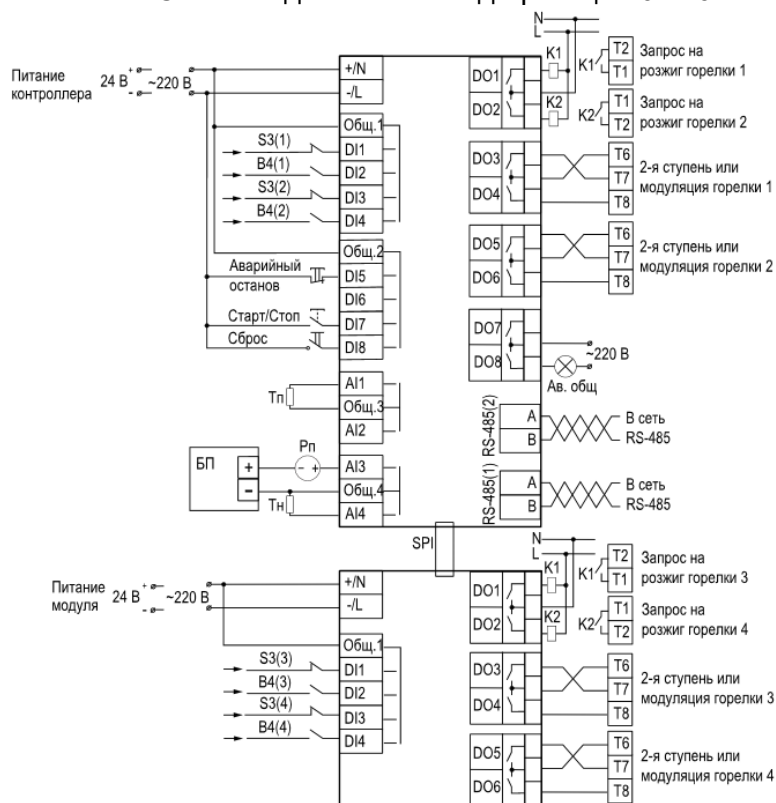 N
L
Питание контроллера
24 В
~220 В
+/N
-/L
Общ.1
S3(1)
DI1
B4(1)
DI2
S3(2)
DI3
B4(2)
DI4
Общ.2
Аварийный останов
DI5
DI6
Старт/Стоп
DI7
Сброс
DI8
AI1
Тп
Общ.3
AI2
БП
+
−
Рп
- +
AI3
Общ.4
Тн
AI4
DO1
DO2
K1
K2
K1
T2
T1
Запрос на
розжиг горелки 1
K2
T1
T2
Запрос на
розжиг горелки 2
DO3
DO4
T6
T7
T8
2-я ступень или
модуляция горелки 1
DO5
DO6
T6
T7
T8
2-я ступень или
модуляция горелки 2
DO7
DO8
~220 В
Ав. общ
RS-485(2)
A
B
В сеть
RS-485
RS-485(1)
A
B
В сеть
RS-485
SPI
N
L
Питание
модуля
24 В
~220 В
+/N
-/L
Общ.1
S3(3)
DI1
B4(3)
DI2
S3(4)
DI3
B4(4)
DI4
DO1
DO2
K1
K2
K1
T2
T1
Запрос на
розжиг горелки 3
K2
T1
T2
Запрос на
розжиг горелки 4
DO3
DO4
T6
T7
T8
2-я ступень или
модуляция горелки 3
DO5
DO6
T6
T7
T8
2-я ступень или
модуляция горелки 4